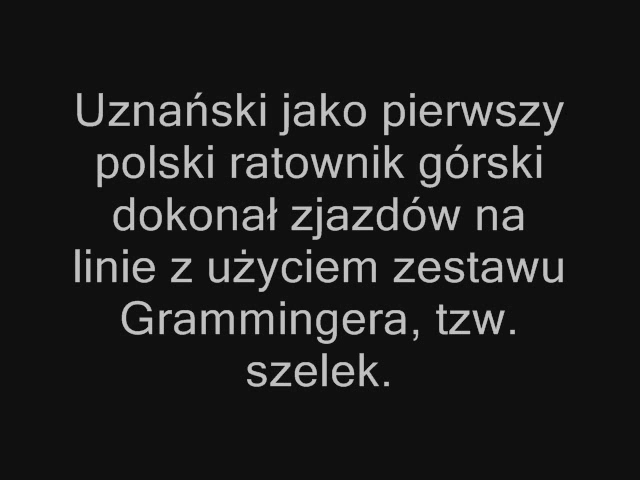 Uznański jako pierwszy
polski ratownik górski
dokonał zjazdów na
linie z użyciem zestawu
Grammingera, tzw.
szelek.